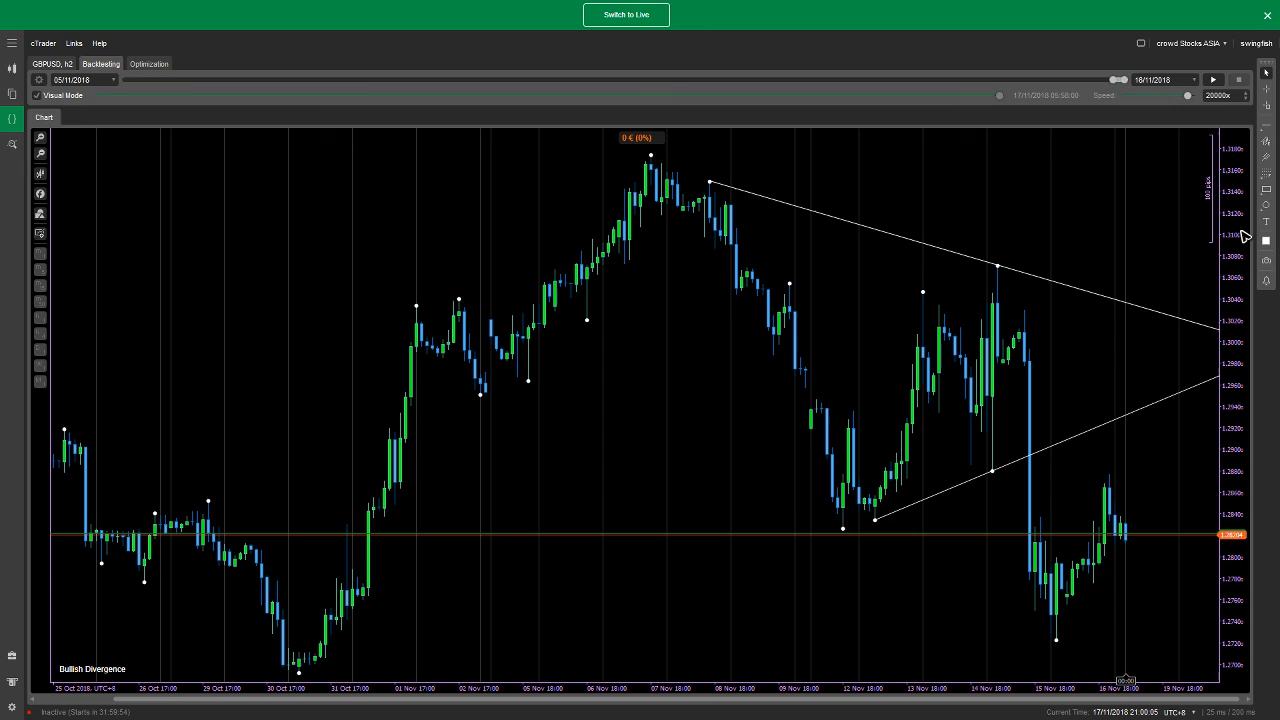 Switch to Live
cTrader Links Help
crowd Stocks ASIA
swingfish
GBPUSD, h2 Backtesting Optimization
05/11/2018
16/11/2018
Visual Mode
17/11/2018 05:58:00
Speed:
20000x
Chart
0 € (0%)
100 pips
1.3180
1.3160
1.3140
1.3120
1.3100
1.3080
1.3060
1.3040
1.3020
1.3000
1.2980
1.2960
1.2940
1.2920
1.2900
1.2880
1.2860
1.2840
1.28204
1.2800
1.2780
1.2760
1.2740
1.2720
1.2700
Bullish Divergence
00:00
25 Oct 2018, UTC+8 26 Oct 17:00 29 Oct 17:00 30 Oct 17:00 31 Oct 17:00 01 Nov 17:00 02 Nov 17:00 05 Nov 18:00 06 Nov 18:00 07 Nov 18:00 08 Nov 18:00 09 Nov 18:00 12 Nov 18:00 13 Nov 18:00 14 Nov 18:00 15 Nov 18:00 16 Nov 18:00 19 Nov 18:00
Inactive (Starts in 31:59:54)
Current Time: 17/11/2018 21:00:05 UTC+8
25 ms / 200 ms